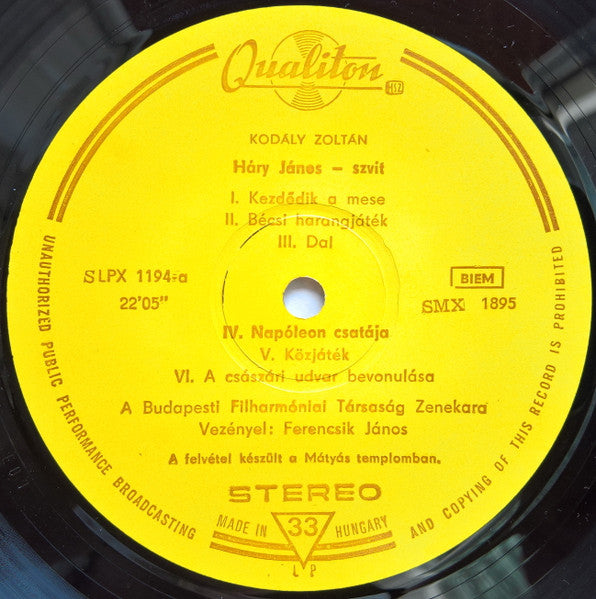 Qualiton
HSZ
KODÁLY ZOLTÁN
Háry János – szvit
I. Kezdődik a mese
II. Bécsi harangjáték
III. Dal
SLPX 1194-a
22'05"
BIEM
SMX 1895
IV. Napóleon csatája
V. Közjáték
VI. A császári udvar bevonulása
A Budapesti Filharmóniai Társaság Zenekara
Vezényel: Ferencsik János
A felvétel készült a Mátyás templomban.
STEREO
MADE IN 33 HUNGARY
LP
UNAUTHORIZED PUBLIC PERFORMANCE BROADCASTING AND COPYING OF THIS RECORD IS PROHIBITED